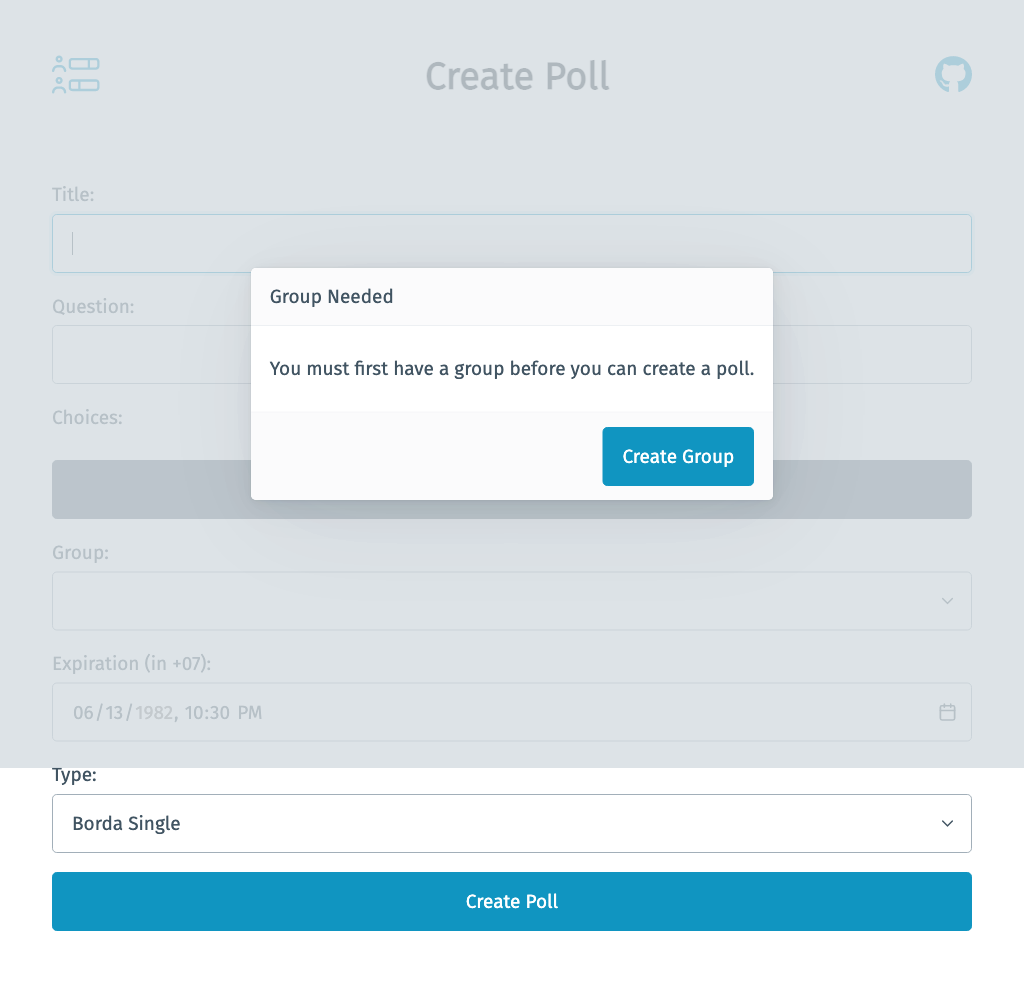 Create Poll
Title:
Question:
Group Needed
You must first have a group before you can create a poll.
Create Group
Choices:
Group:
Expiration (in +07):
06/13/1982, 10:30 PM
Type:
Borda Single
Create Poll